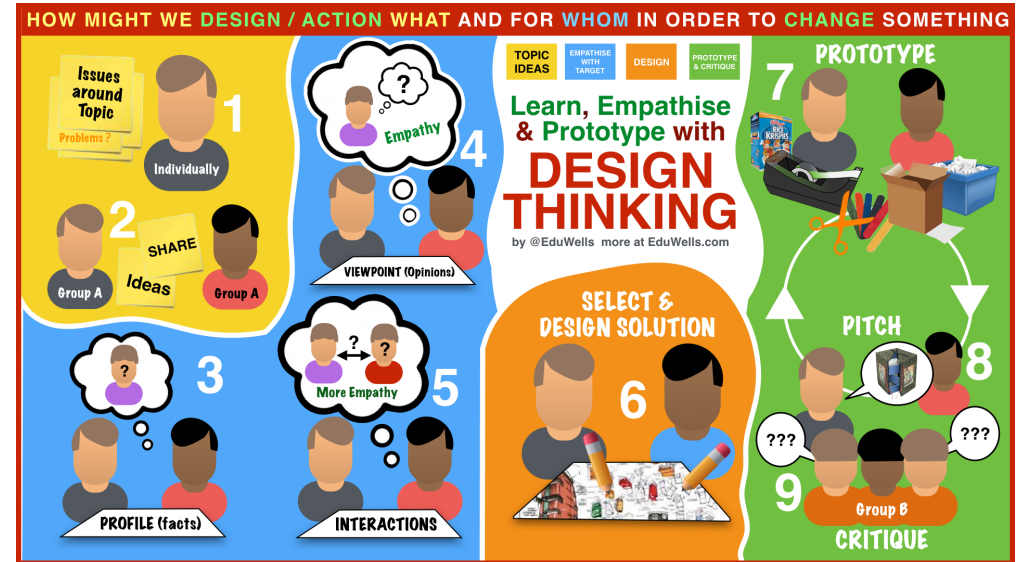 HOW MIGHT WE DESIGN / ACTION WHAT AND FOR WHOM IN ORDER TO CHANGE SOMETHING
Issues
around
Topic
Problems ?
1
Individually
2
SHARE
Ideas
Group A
Group A
?
3
PROFILE (facts)
?
Empathy
4
VIEWPOINT (Opinions)
?
?
More Empathy
5
INTERACTIONS
TOPIC
IDEAS
EMPATHISE
WITH
TARGET
DESIGN
PROTOTYPE
& CRITIQUE
Learn, Empathise
& Prototype with
DESIGN
THINKING
by @EduWells more at EduWells.com
SELECT &
DESIGN SOLUTION
6
PROTOTYPE
7
RICE
KRISPIES
PITCH
8
???
???
9
Group B
CRITIQUE